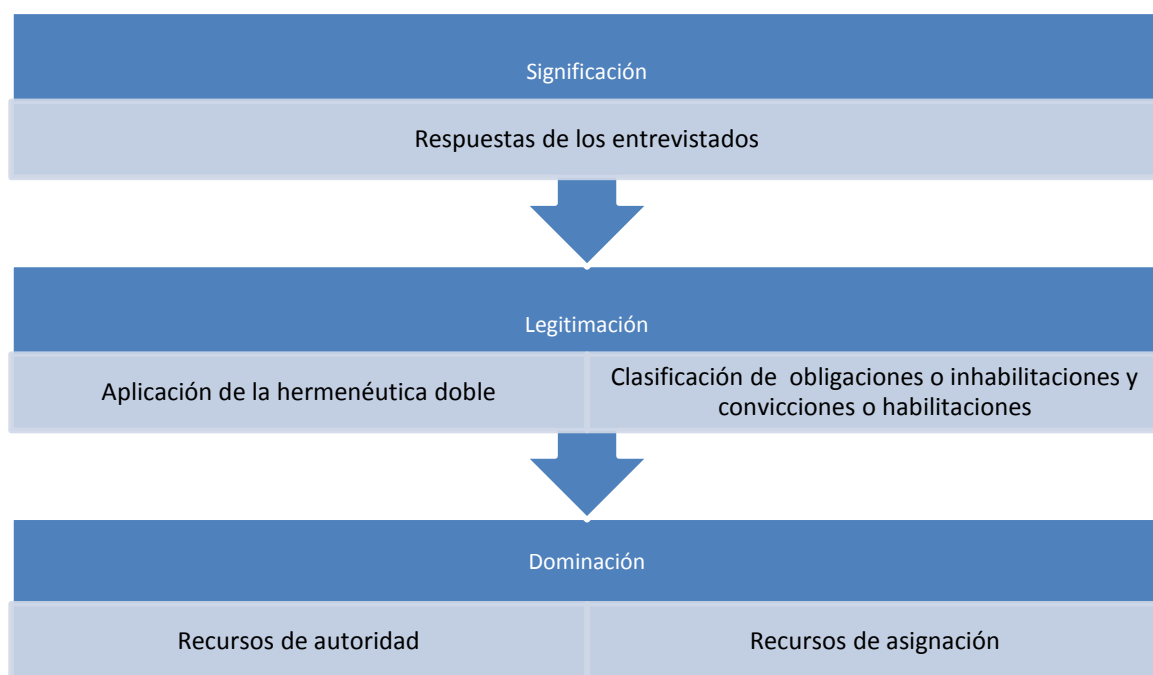 Significación
Respuestas de los entrevistados
Legitimación
Aplicación de la hermenéutica doble
Clasificación de obligaciones o inhabilitaciones y
convicciones o habilitaciones
Dominación
Recursos de autoridad
Recursos de asignación